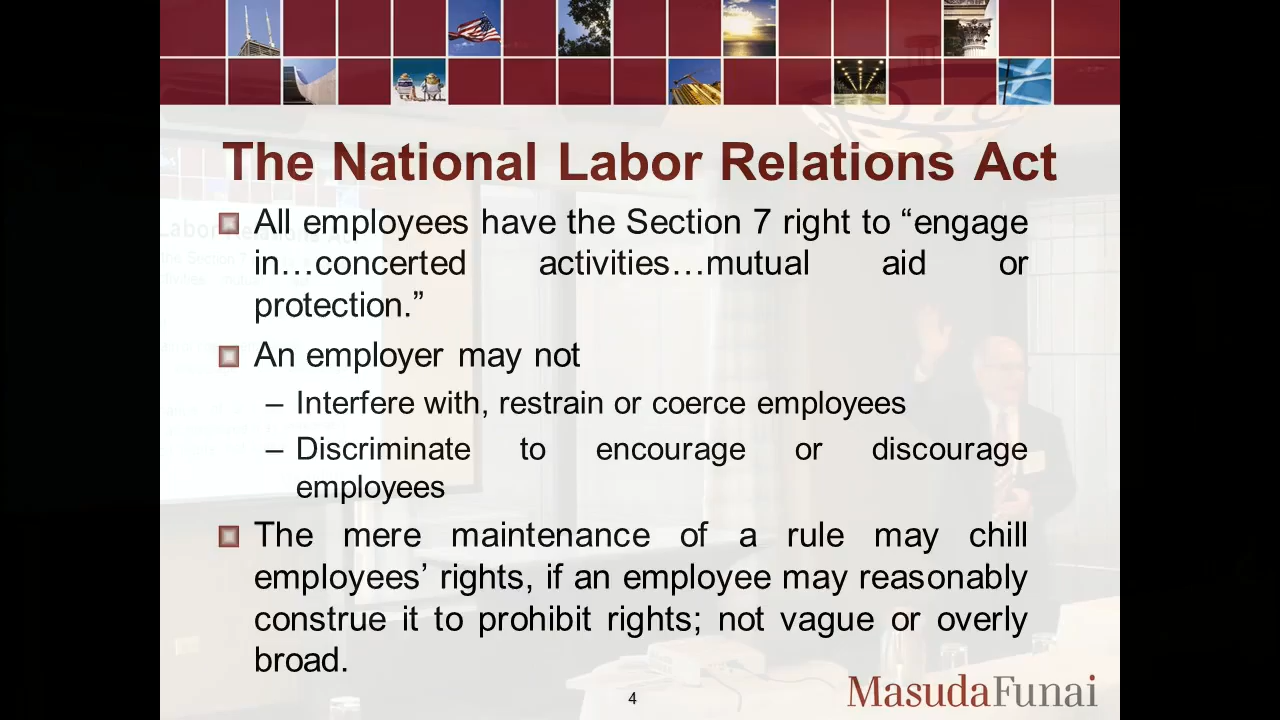 The National Labor Relations Act
All employees have the Section 7 right to “engage
in…concerted activities…mutual aid or
protection.”
An employer may not
– Interfere with, restrain or coerce employees
– Discriminate to encourage or discourage
employees
The mere maintenance of a rule may chill
employees’ rights, if an employee may reasonably
construe it to prohibit rights; not vague or overly
broad.
4
MasudaFunai